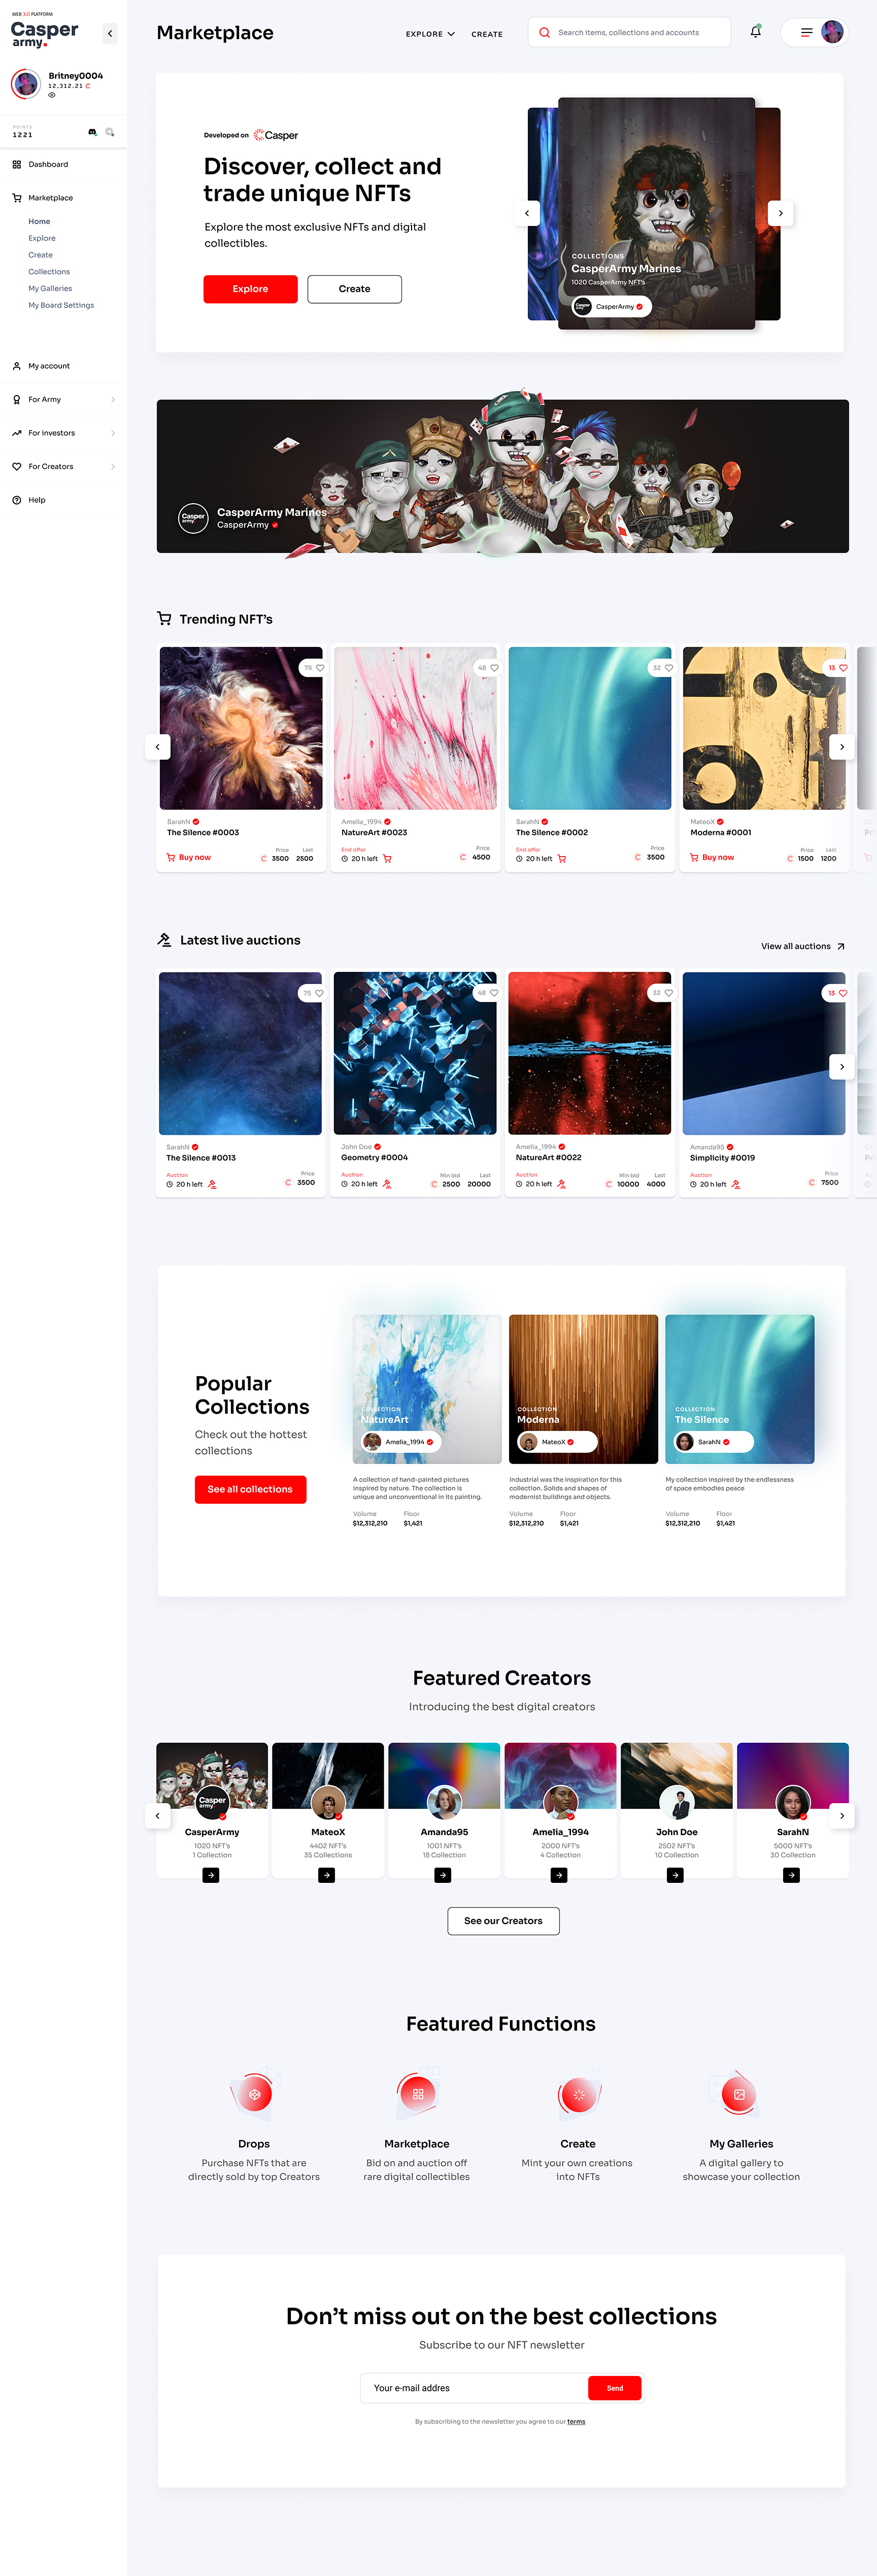 WEB 3.0 PLATFORM
Casper
army.
Britney0004
12,312.21
POINTS
1221
Dashboard
Marketplace
Home
Explore
Create
Collections
My Galleries
My Board Settings
My account
For Army
For investors
For Creators
Help
Marketplace
EXPLORE
CREATE
Search items, collections and accounts
Developed on Casper
Discover, collect and
trade unique NFTs
Explore the most exclusive NFTs and digital
collectibles.
Explore
Create
COLLECTIONS
CasperArmy Marines
1020 CasperArmy NFT's
Casper
army
CasperArmy
Casper
army
CasperArmy Marines
CasperArmy
Trending NFT's
75
SarahN
The Silence #0003
Buy now
Price
3500
Last
2500
48
Amelia_1994
NatureArt #0023
End offer
20 h left
Price
4500
32
SarahN
The Silence #0002
End offer
20 h left
Price
3500
13
MateoX
Moderna #0001
Buy now
Price
1500
Last
1200
Latest live auctions
View all auctions
75
SarahN
The Silence #0013
Auction
20 h left
Price
3500
48
John Doe
Geometry #0004
Auction
20 h left
Min bid
2500
Last
20000
32
Amelia_1994
NatureArt #0022
Auction
20 h left
Min bid
10000
Last
4000
13
Amanda95
Simplicity #0019
Auction
20 h left
Price
7500
Popular
Collections
Check out the hottest
collections
See all collections
COLLECTION
NatureArt
Amelia_1994
A collection of hand-painted pictures
inspired by nature. The collection is
unique and unconventional in its painting.
Volume
$12,312,210
Floor
$1,421
COLLECTION
Moderna
MateoX
Industrial was the inspiration for this
collection. Solids and shapes of
modernist buildings and objects.
Volume
$12,312,210
Floor
$1,421
COLLECTION
The Silence
SarahN
My collection inspired by the endlessness
of space embodies peace
Volume
$12,312,210
Floor
$1,421
Featured Creators
Introducing the best digital creators
Casper
army
CasperArmy
1020 NFT's
1 Collection
MateoX
4402 NFT's
35 Collections
Amanda95
1001 NFT's
18 Collection
Amelia_1994
2000 NFT's
4 Collection
John Doe
2502 NFT's
10 Collection
SarahN
5000 NFT's
30 Collection
See our Creators
Featured Functions
Drops
Purchase NFTs that are
directly sold by top Creators
Marketplace
Bid on and auction off
rare digital collectibles
Create
Mint your own creations
into NFTs
My Galleries
A digital gallery to
showcase your collection
Don't miss out on the best collections
Subscribe to our NFT newsletter
Your e-mail addres
Send
By subscribing to the newsletter you agree to our terms